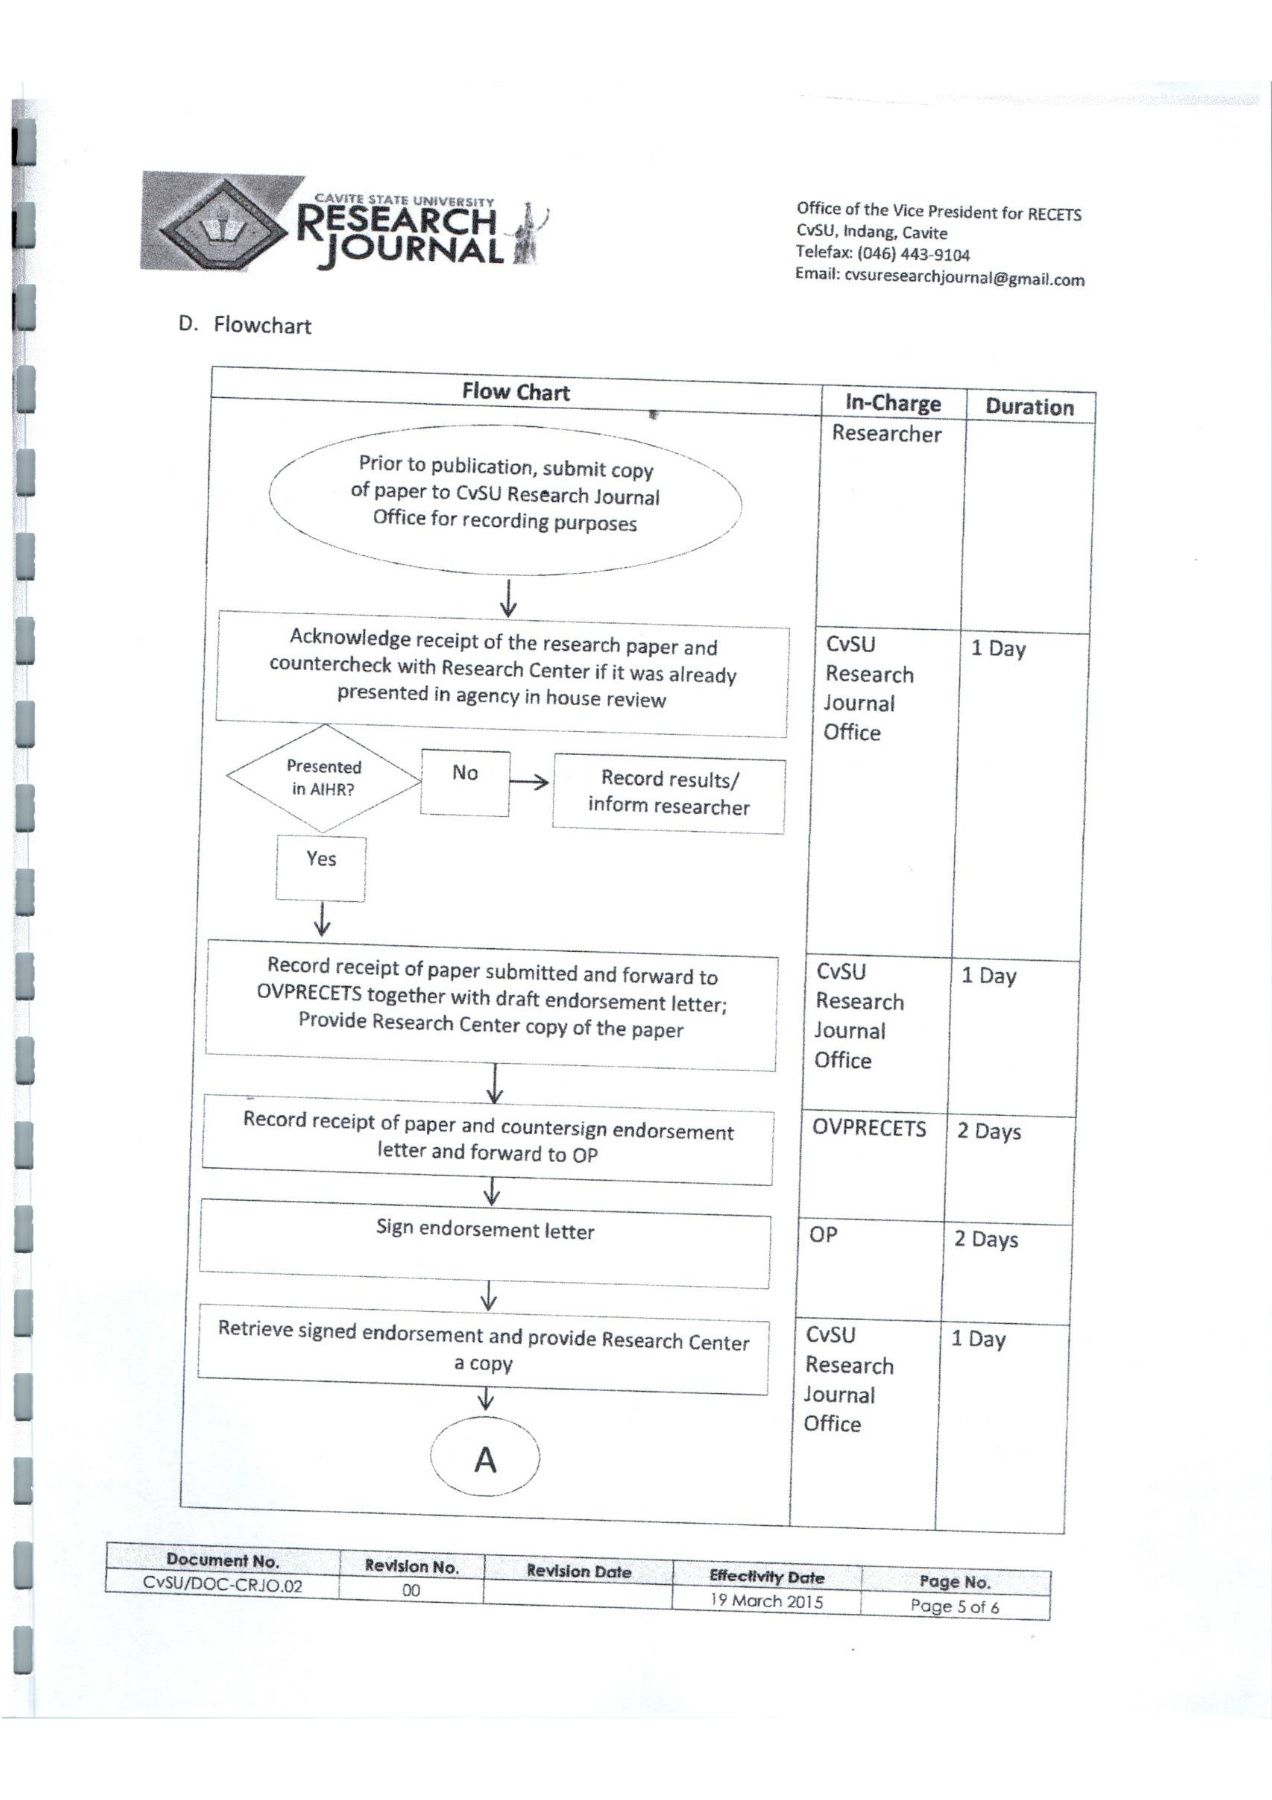 CAVITE STATE UNIVERSITY
RESEARCH
JOURNAL
Office of the Vice President for RECETS
CvSU, Indang, Cavite
Telefax: (046) 443-9104
Email: cvsuresearchjournal@gmail.com
D. Flowchart
Flow Chart
In-Charge
Duration
Prior to publication, submit copy
of paper to CvSU Research Journal
Office for recording purposes
Researcher
Acknowledge receipt of the research paper and
countercheck with Research Center if it was already
presented in agency in house review
CvSU
Research
Journal
Office
1 Day
Presented
in AIHR?
No
Record results/
inform researcher
Yes
Record receipt of paper submitted and forward to
OVPRECETS together with draft endorsement letter;
Provide Research Center copy of the paper
CvSU
Research
Journal
Office
1 Day
Record receipt of paper and countersign endorsement
letter and forward to OP
OVPRECETS
2 Days
Sign endorsement letter
OP
2 Days
Retrieve signed endorsement and provide Research Center
a copy
CvSU
Research
Journal
Office
1 Day
A
Document No.
Revision No.
Revision Date
Effectivity Date
Page No.
CvSU/DOC-CRJO.02
00
19 March 2015
Page 5 of 6